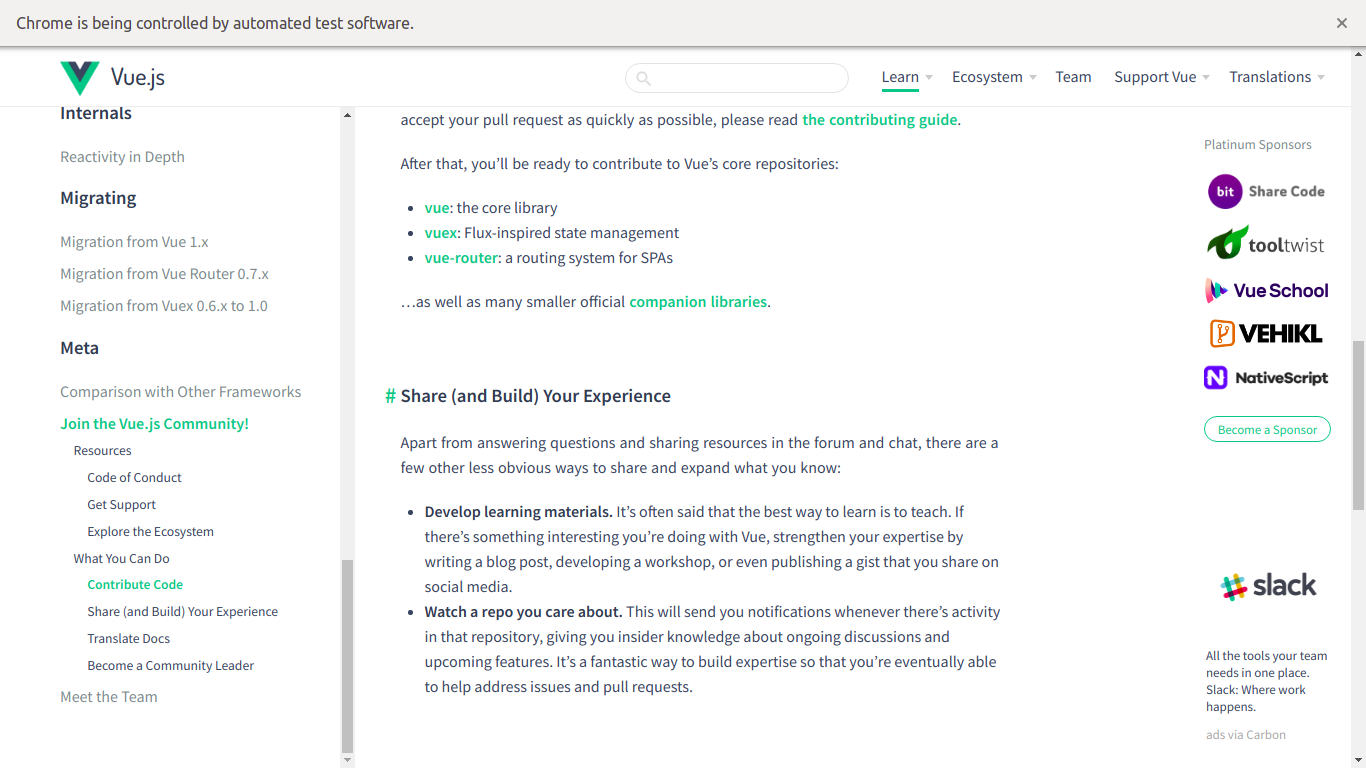 Chrome is being controlled by automated test software.
Vue.js
Learn
Ecosystem
Team
Support Vue
Translations
Internals
Reactivity in Depth
Migrating
Migration from Vue 1.x
Migration from Vue Router 0.7.x
Migration from Vuex 0.6.x to 1.0
Meta
Comparison with Other Frameworks
Join the Vue.js Community!
Resources
Code of Conduct
Get Support
Explore the Ecosystem
What You Can Do
Contribute Code
Share (and Build) Your Experience
Translate Docs
Become a Community Leader
Meet the Team
accept your pull request as quickly as possible, please read the contributing guide.
After that, you’ll be ready to contribute to Vue’s core repositories:
• vue: the core library
• vuex: Flux-inspired state management
• vue-router: a routing system for SPAs
…as well as many smaller official companion libraries.
# Share (and Build) Your Experience
Apart from answering questions and sharing resources in the forum and chat, there are a
few other less obvious ways to share and expand what you know:
• Develop learning materials. It’s often said that the best way to learn is to teach. If
there’s something interesting you’re doing with Vue, strengthen your expertise by
writing a blog post, developing a workshop, or even publishing a gist that you share on
social media.
• Watch a repo you care about. This will send you notifications whenever there’s activity
in that repository, giving you insider knowledge about ongoing discussions and
upcoming features. It’s a fantastic way to build expertise so that you’re eventually able
to help address issues and pull requests.
Platinum Sponsors
bit Share Code
tooltwist
Vue School
VEHIKL
N NativeScript
Become a Sponsor
slack
All the tools your team
needs in one place.
Slack: Where work
happens.
ads via Carbon